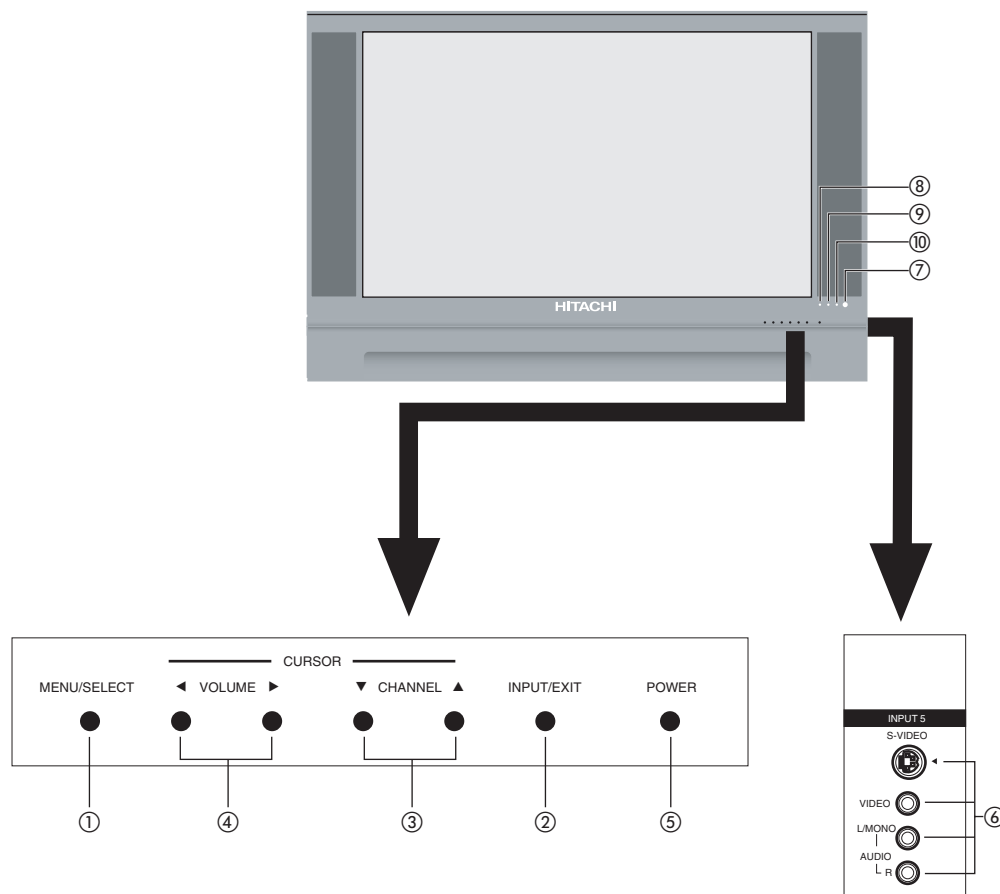 ⑧
⑨
⑩
⑦
HITACHI
CURSOR
MENU/SELECT ◀ VOLUME ▶ ▼ CHANNEL ▲ INPUT/EXIT POWER
① ④ ③ ② ⑤
INPUT 5
S-VIDEO
VIDEO
⑥
L/MONO
AUDIO
R